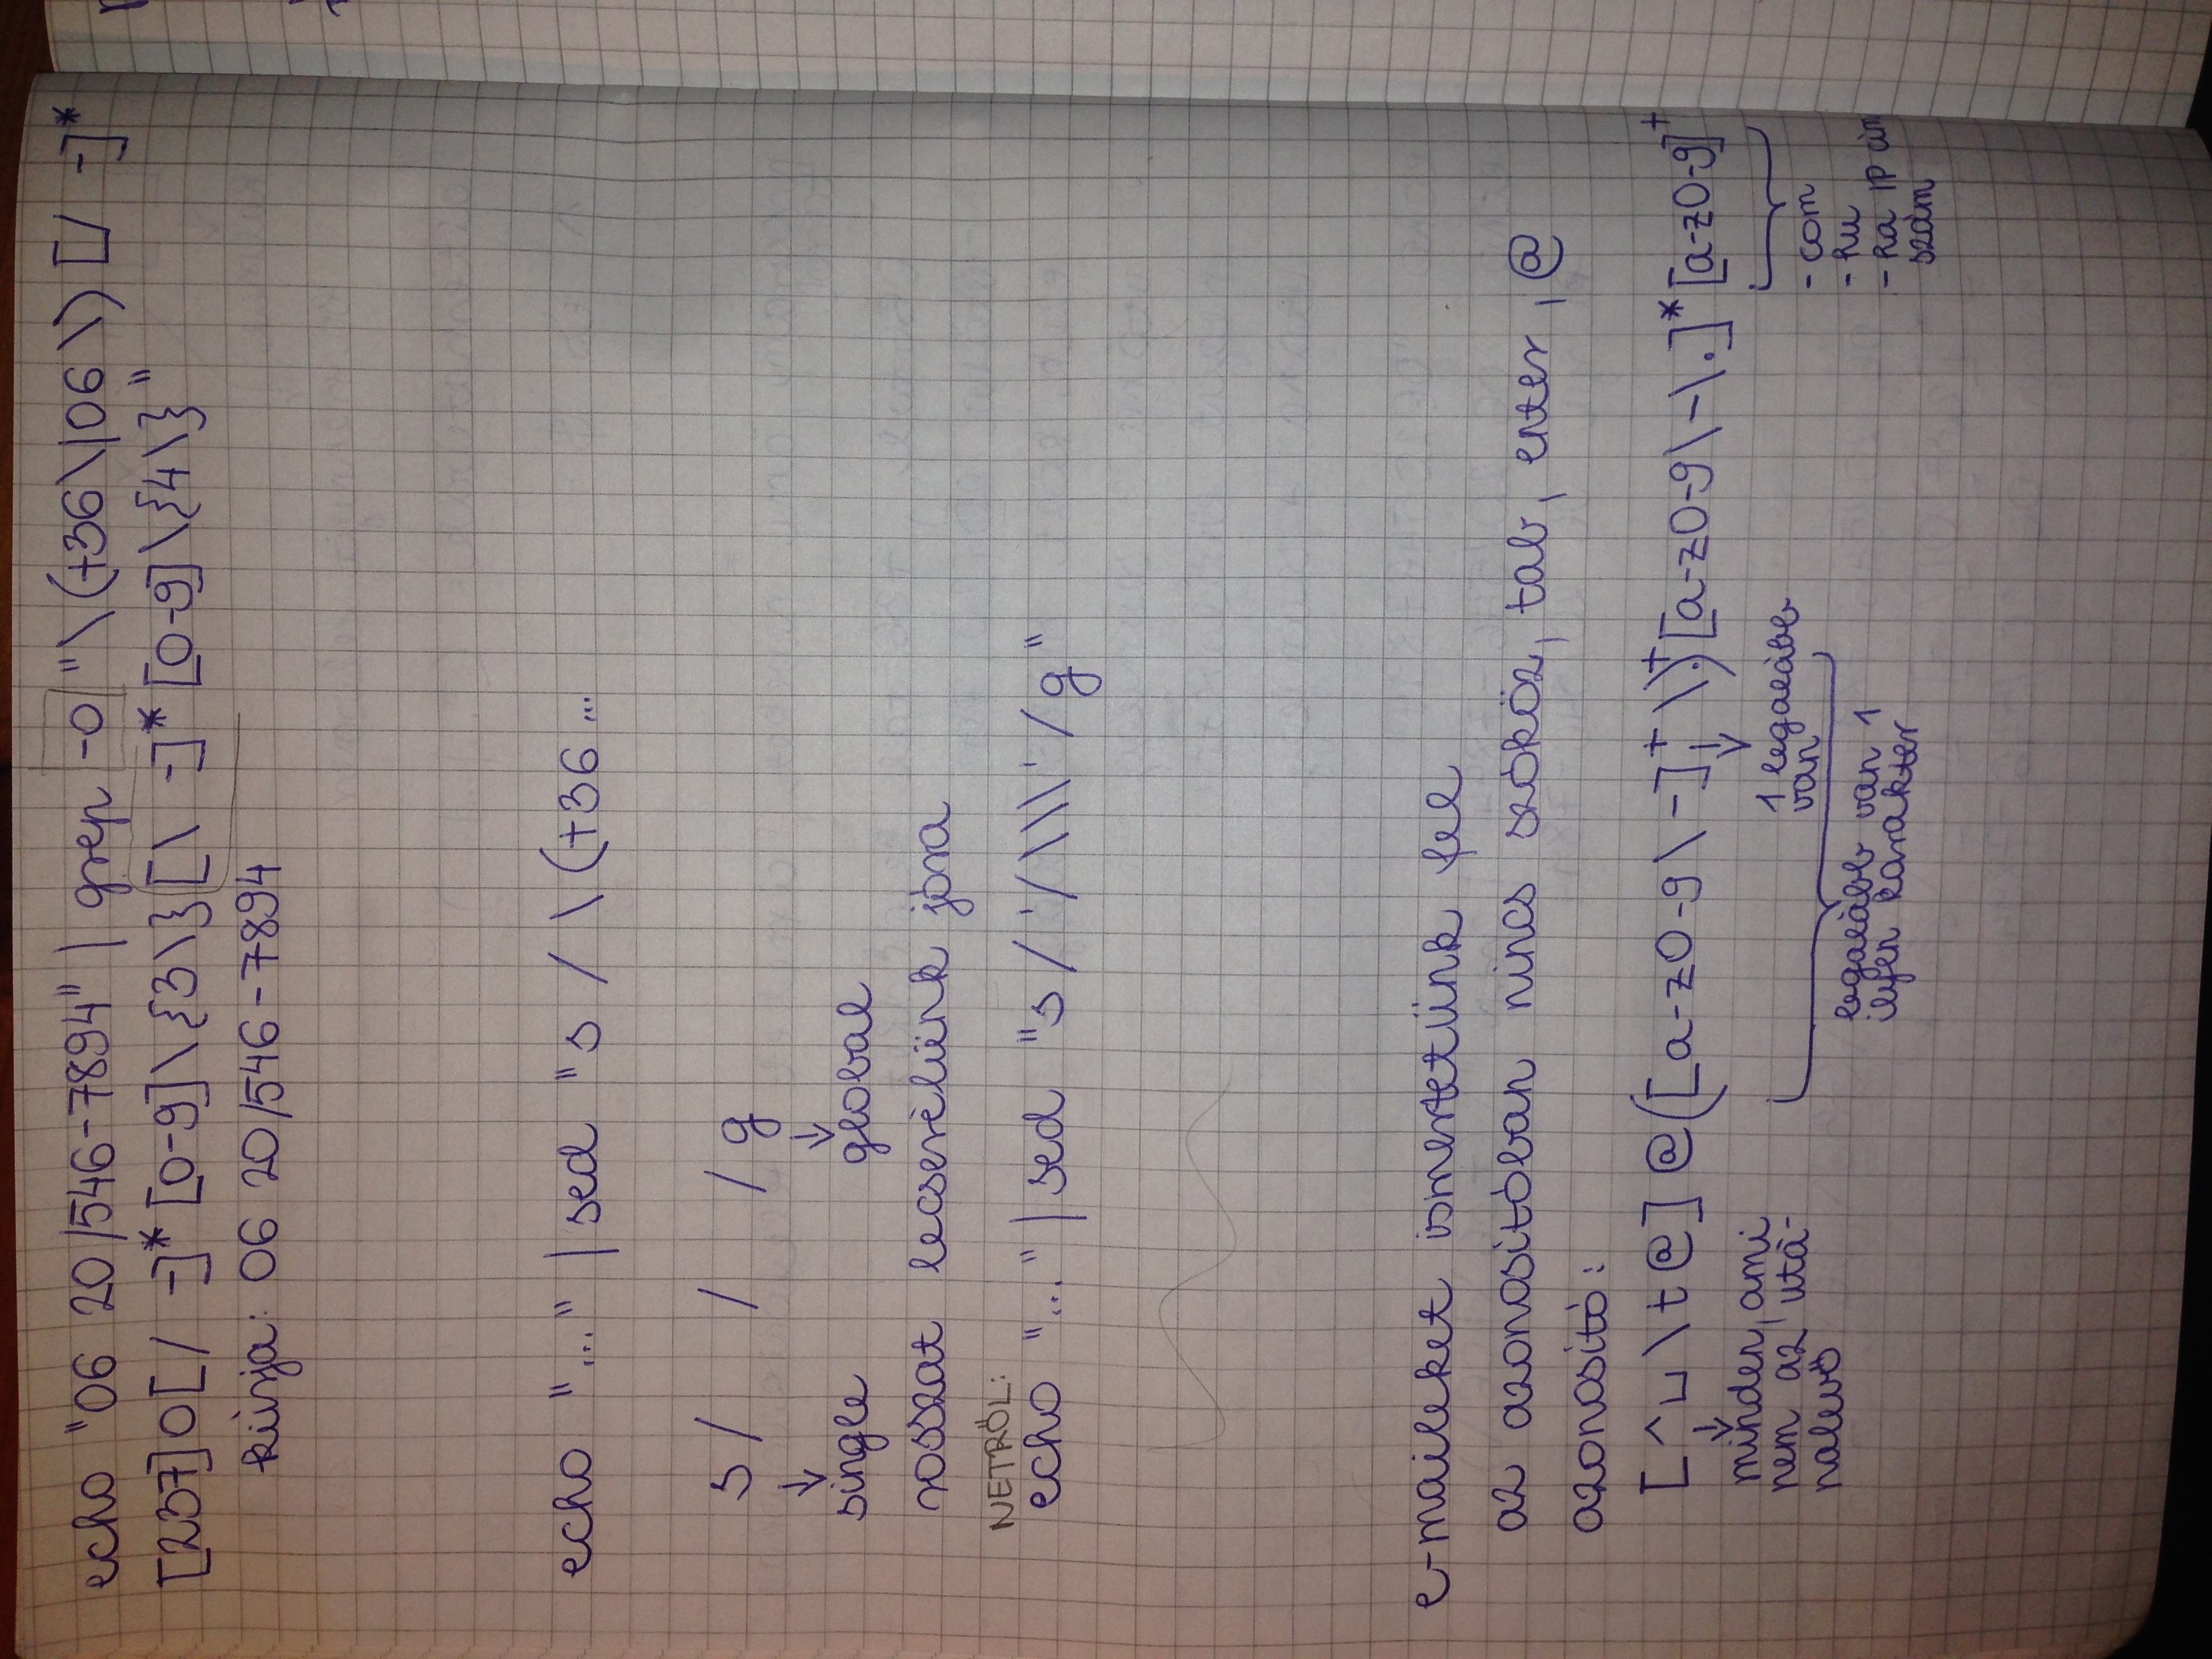 echo "06 20/546-7894" | grep -o "\(+36\|06\)[/ -]*
[237]0[/ -]*[0-9]\{3\}[\ -]*[0-9]\{4\}"
kiírja: 06 20/546-7894
echo "..." | sed "s / \(+36 ...
s / / / g
↓ ↓
single global
rosszat lecserélünk jóra
NETRŐL:
echo "..." | sed "s / '/\\\'/g"
e-maileket ismertetünk fel
az azonosítóban nincs szóköz, tab, enter, @
azonosító:
[^␣\t@]@([a-z0-9\-]+\.)+[a-z0-9\-\.]*[a-z0-9]+
↓ ↓
minden, ami
nem az utá-
nalevő
1 legalább
van
legalább van 1
ilyen karakter
- com
- hu
- ha IP cím
szám